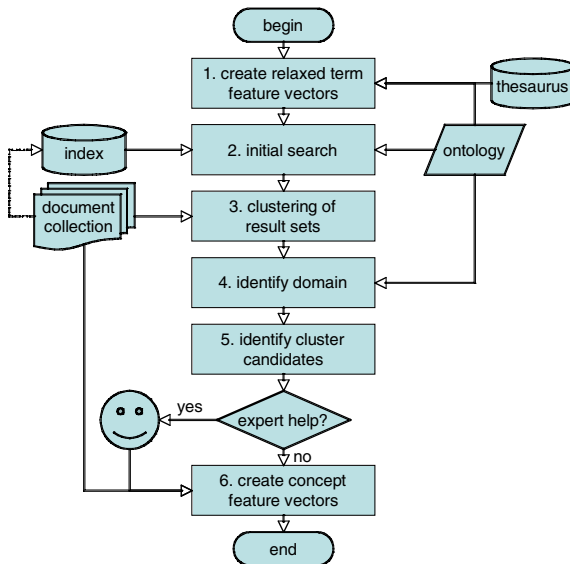 begin
1. create relaxed term
feature vectors
thesaurus
index
2. initial search
ontology
document
collection
3. clustering of
result sets
4. identify domain
5. identify cluster
candidates
yes
expert help?
no
6. create concept
feature vectors
end